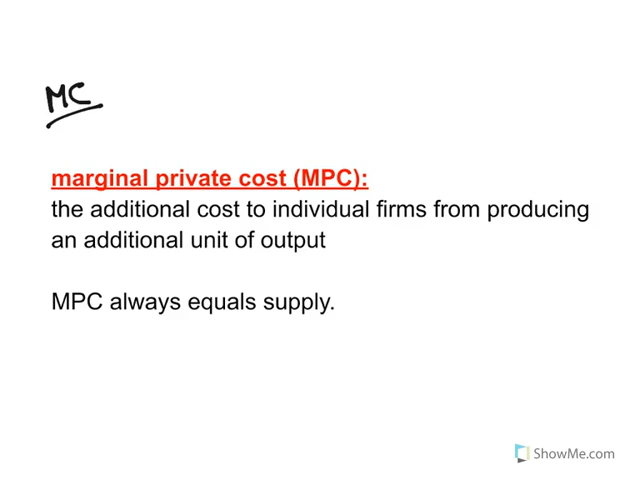 MC
marginal private cost (MPC):
the additional cost to individual firms from producing
an additional unit of output
MPC always equals supply.
ShowMe.com